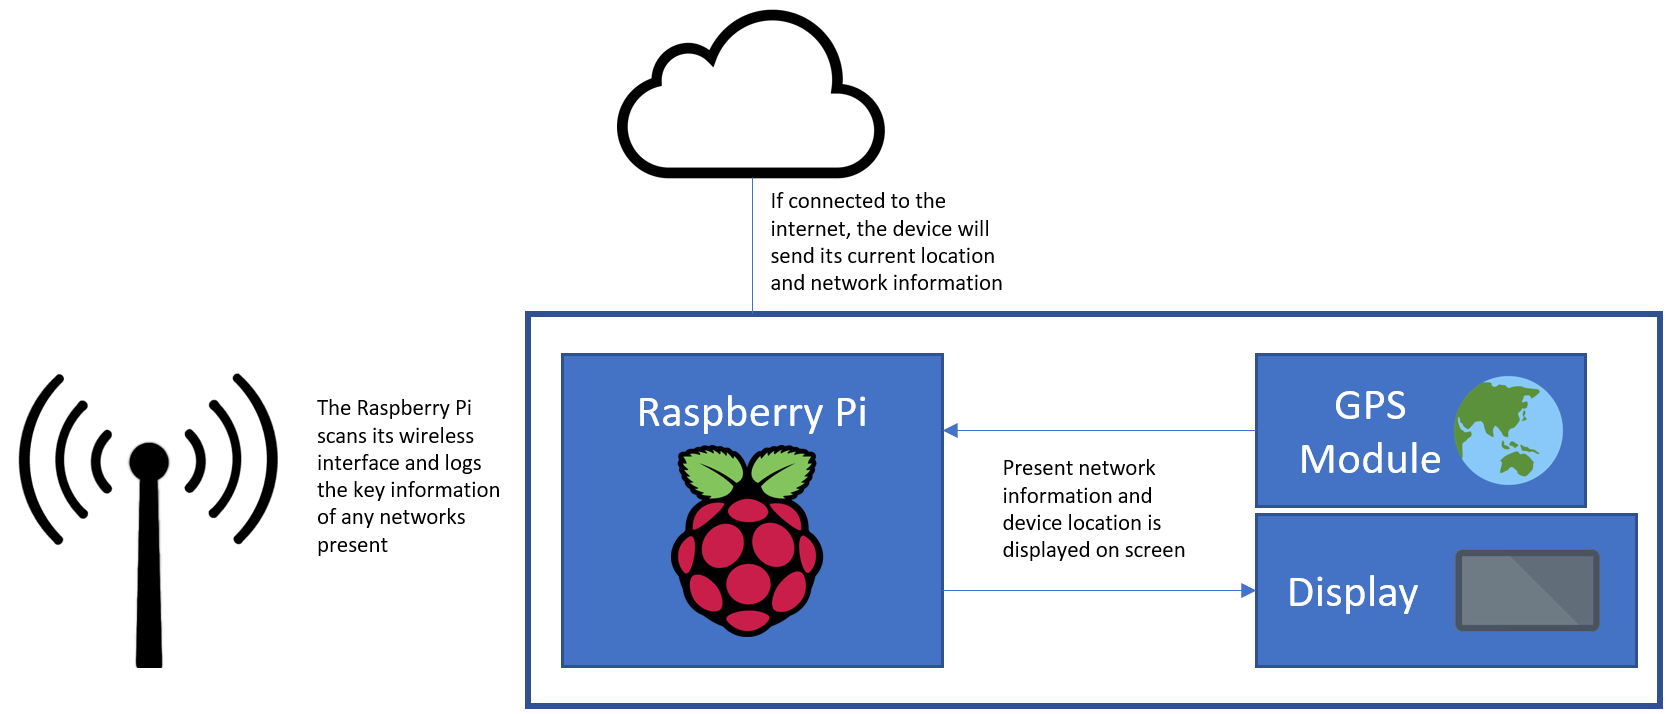 If connected to the
internet, the device will
send its current location
and network information
The Raspberry Pi
scans its wireless
interface and logs
the key information
of any networks
present
Raspberry Pi
GPS
Module
Present network
information and
device location is
displayed on screen
Display